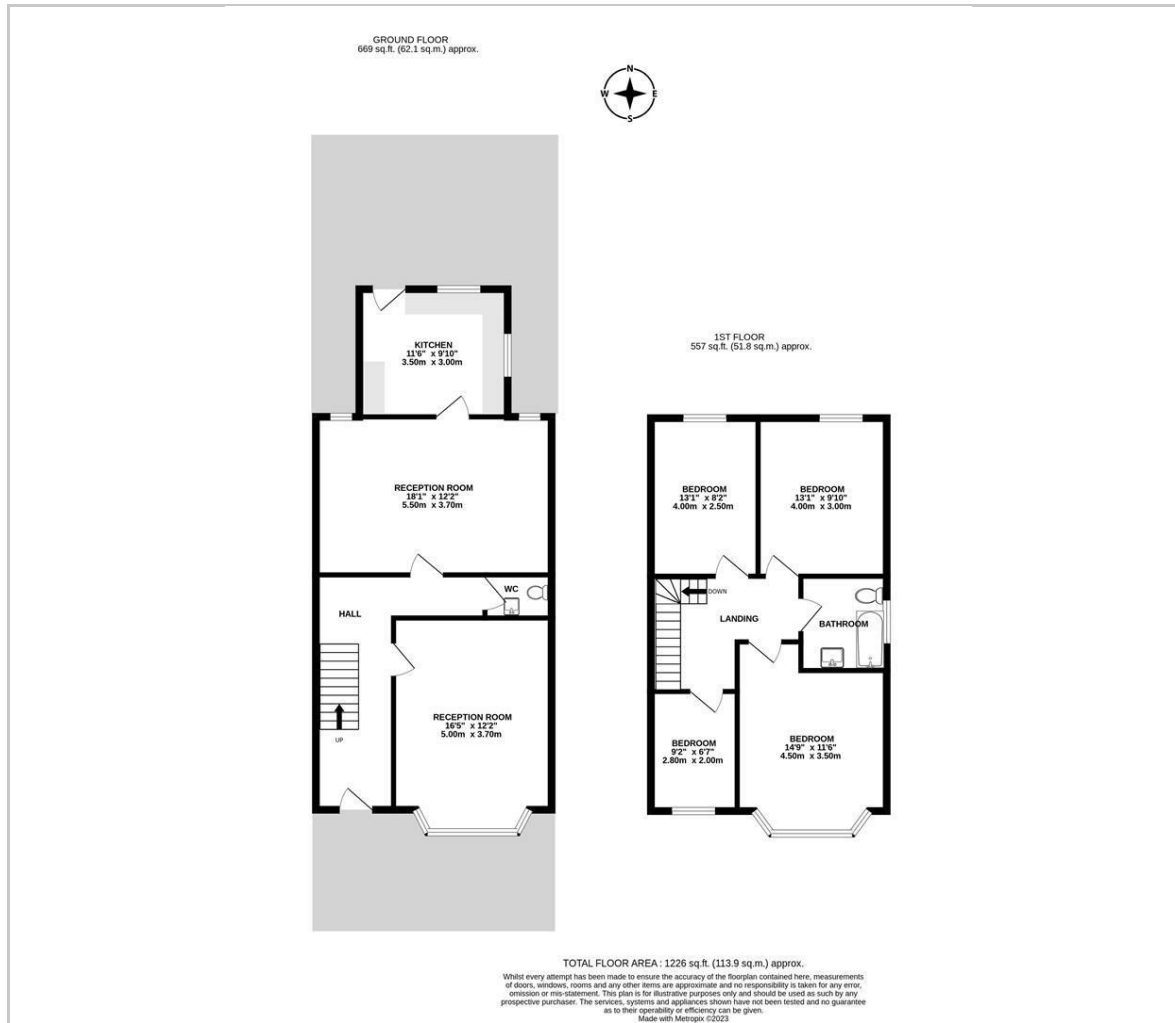 GROUND FLOOR
669 sq.ft. (62.1 sq.m.) approx.
N
W
E
S
KITCHEN
11'6" x 9'10"
3.50m x 3.00m
RECEPTION ROOM
18'1" x 12'2"
5.50m x 3.70m
WC
HALL
RECEPTION ROOM
16'5" x 12'2"
5.00m x 3.70m
UP
1ST FLOOR
557 sq.ft. (51.8 sq.m.) approx.
BEDROOM
13'1" x 8'2"
4.00m x 2.50m
BEDROOM
13'1" x 9'10"
4.00m x 3.00m
DOWN
LANDING
BATHROOM
BEDROOM
9'2" x 6'7"
2.80m x 2.00m
BEDROOM
14'9" x 11'6"
4.50m x 3.50m
TOTAL FLOOR AREA : 1226 sq.ft. (113.9 sq.m.) approx.
Whilst every attempt has been made to ensure the accuracy of the floorplan contained here, measurements
of doors, windows, rooms and any other items are approximate and no responsibility is taken for any error,
omission or mis-statement. This plan is for illustrative purposes only and should be used as such by any
prospective purchaser. The services, systems and appliances shown have not been tested and no guarantee
as to their operability or efficiency can be given.
Made with Metropix ©2023